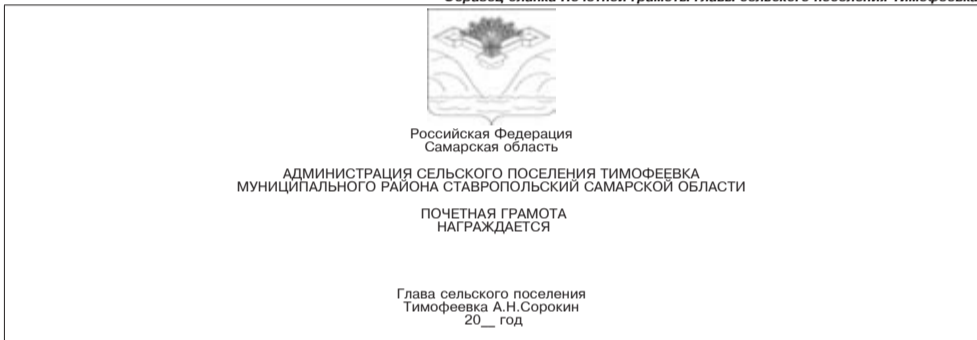 Российская Федерация
Самарская область
АДМИНИСТРАЦИЯ СЕЛЬСКОГО ПОСЕЛЕНИЯ ТИМОФЕЕВКА
МУНИЦИПАЛЬНОГО РАЙОНА СТАВРОПОЛЬСКИЙ САМАРСКОЙ ОБЛАСТИ
ПОЧЕТНАЯ ГРАМОТА
НАГРАЖДАЕТСЯ
Глава сельского поселения
Тимофеевка А.Н.Сорокин
20__ год